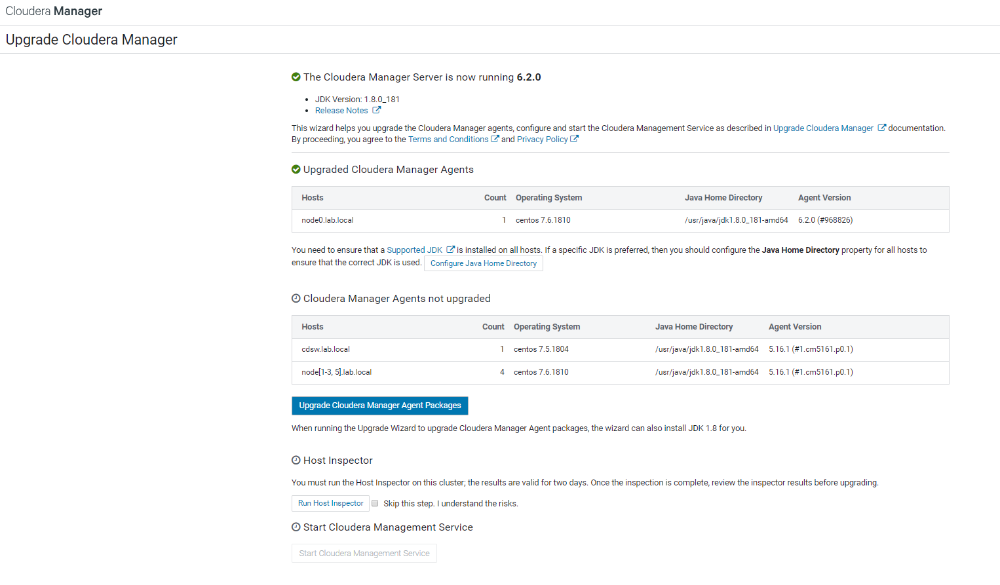 Cloudera Manager
Upgrade Cloudera Manager
The Cloudera Manager Server is now running 6.2.0
JDK Version: 1.8.0_181
Release Notes
This wizard helps you upgrade the Cloudera Manager agents, configure and start the Cloudera Management Service as described in Upgrade Cloudera Manager documentation.
By proceeding, you agree to the Terms and Conditions and Privacy Policy
Upgraded Cloudera Manager Agents
Hosts Count Operating System Java Home Directory Agent Version
node0.lab.local 1 centos 7.6.1810 /usr/java/jdk1.8.0_181-amd64 6.2.0 (#968826)
You need to ensure that a Supported JDK is installed on all hosts. If a specific JDK is preferred, then you should configure the Java Home Directory property for all hosts to
ensure that the correct JDK is used. Configure Java Home Directory
Cloudera Manager Agents not upgraded
Hosts Count Operating System Java Home Directory Agent Version
cdsw.lab.local 1 centos 7.5.1804 /usr/java/jdk1.8.0_181-amd64 5.16.1 (#1.cm5161.p0.1)
node[1-3, 5].lab.local 4 centos 7.6.1810 /usr/java/jdk1.8.0_181-amd64 5.16.1 (#1.cm5161.p0.1)
Upgrade Cloudera Manager Agent Packages
When running the Upgrade Wizard to upgrade Cloudera Manager Agent packages, the wizard can also install JDK 1.8 for you.
Host Inspector
You must run the Host Inspector on this cluster; the results are valid for two days. Once the inspection is complete, review the inspector results before upgrading.
Run Host Inspector Skip this step. I understand the risks.
Start Cloudera Management Service
Start Cloudera Management Service